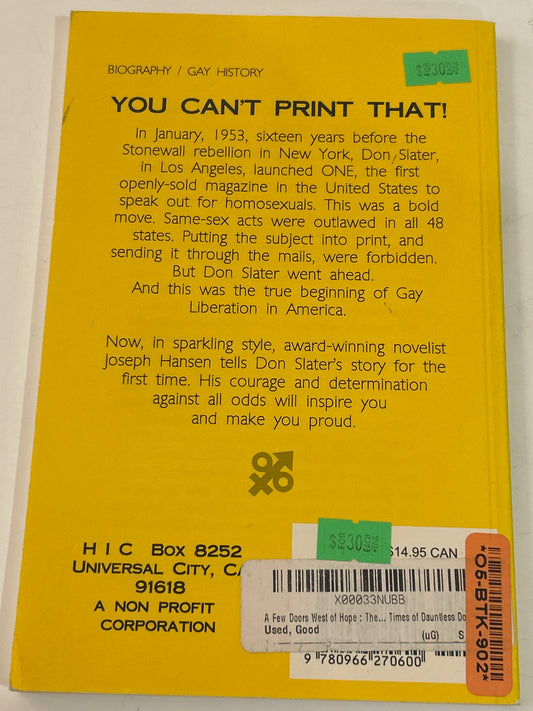 $ 30
BIOGRAPHY / GAY HISTORY
YOU CAN'T PRINT THAT!
In January, 1953, sixteen years before the
Stonewall rebellion in New York, Don Slater,
in Los Angeles, launched ONE, the first
openly-sold magazine in the United States to
speak out for homosexuals. This was a bold
move. Same-sex acts were outlawed in all 48
states. Putting the subject into print, and
sending it through the mails, were forbidden.
But Don Slater went ahead.
And this was the true beginning of Gay
Liberation in America.
Now, in sparkling style, award-winning novelist
Joseph Hansen tells Don Slater's story for the
first time. His courage and determination
against all odds will inspire you
and make you proud.
H I C Box 8252
UNIVERSAL CITY, CA
91618
A NON PROFIT
CORPORATION
$ FOR 30 EACH
$14.95 CAN
X00033NUBB
A Few Doors West of Hope : The... Times of Dauntless Do
Used, Good
(uG) S
9 780966 270600
*O5-BTK-902*